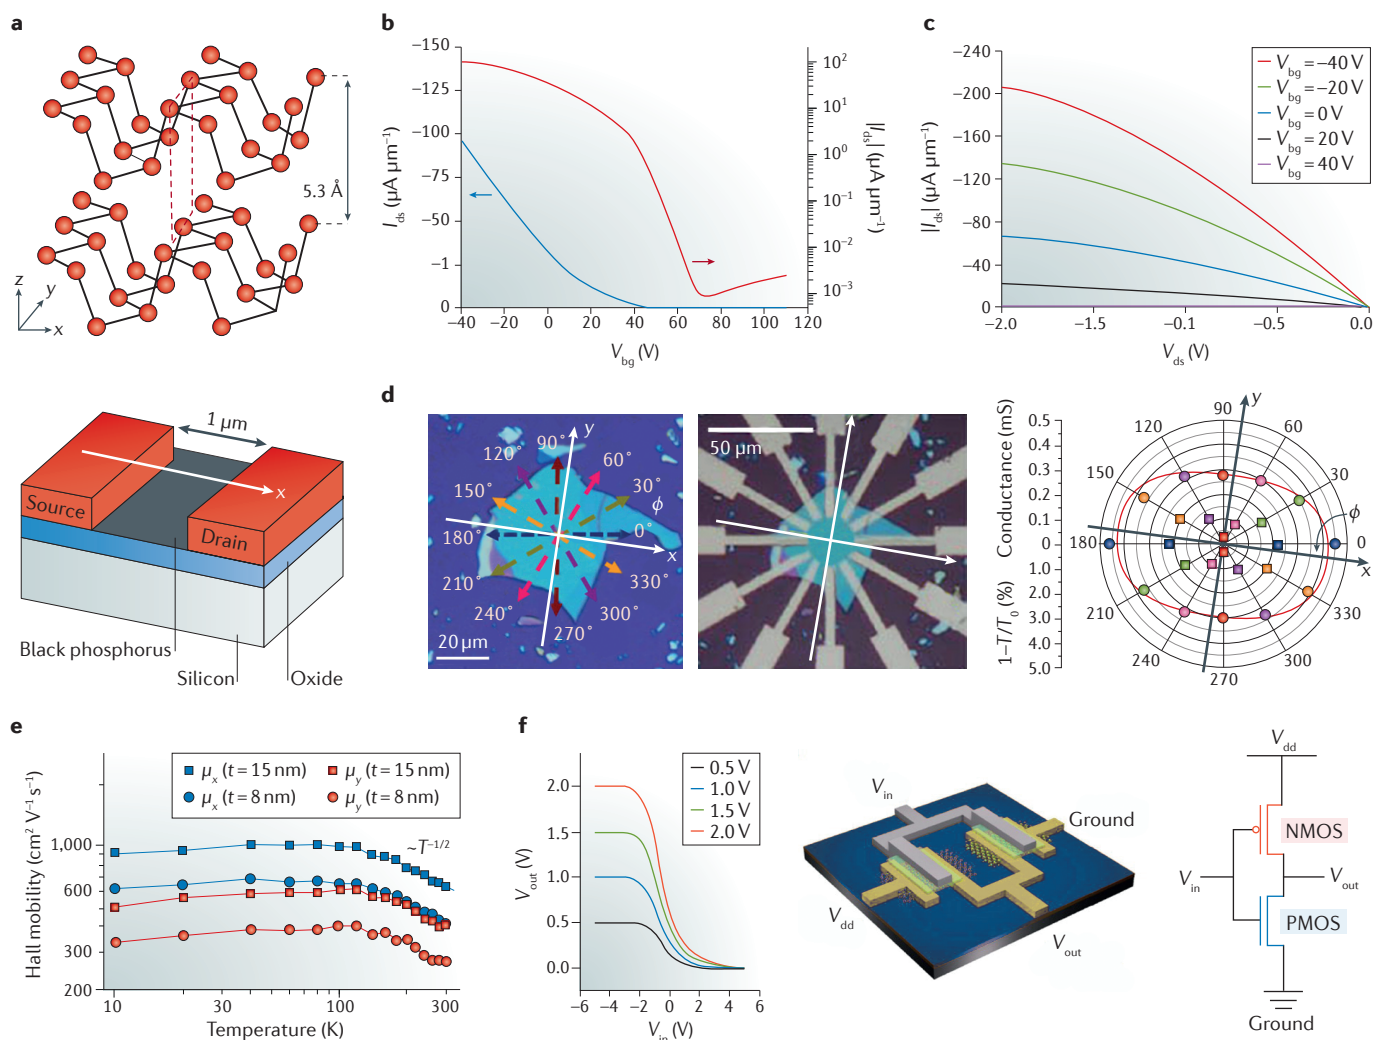 a
5.3 Å
z
y
x
1 µm
x
Source
Drain
Black phosphorus
Silicon
Oxide
b
−150
−125
−100
−75
−50
−1
0
I_ds (µA µm⁻¹)
−40
−20
0
20
40
60
80
100
120
V_bg (V)
10²
10¹
10⁰
10⁻¹
10⁻²
10⁻³
|I_ds| (µA µm⁻¹)
c
−240
−200
−160
−120
−80
−40
0
|I_ds| (µA µm⁻¹)
−2.0
−1.5
−0.1
−0.5
0.0
V_ds (V)
V_bg = −40 V
V_bg = −20 V
V_bg = 0 V
V_bg = 20 V
V_bg = 40 V
d
y
90°
120°
60°
150°
30°
ϕ
180°
0°
x
210°
330°
240°
300°
270°
20 µm
50 µm
0.5
0.4
0.3
0.2
0.1
0
1.0
2.0
3.0
4.0
5.0
Conductance (mS)
1−T/T₀ (%)
y
90
120
60
150
30
ϕ
180
0
x
210
330
240
300
270
e
μ_x (t = 15 nm)
μ_y (t = 15 nm)
μ_x (t = 8 nm)
μ_y (t = 8 nm)
~T⁻¹/²
1,000
600
400
300
200
Hall mobility (cm² V⁻¹ s⁻¹)
10
20
40
100
200
300
Temperature (K)
f
0.5 V
1.0 V
1.5 V
2.0 V
2.0
1.5
1.0
0.5
0.0
V_out (V)
−6
−4
−2
0
2
4
6
V_in (V)
V_in
Ground
V_dd
V_out
V_dd
NMOS
V_in
V_out
PMOS
Ground